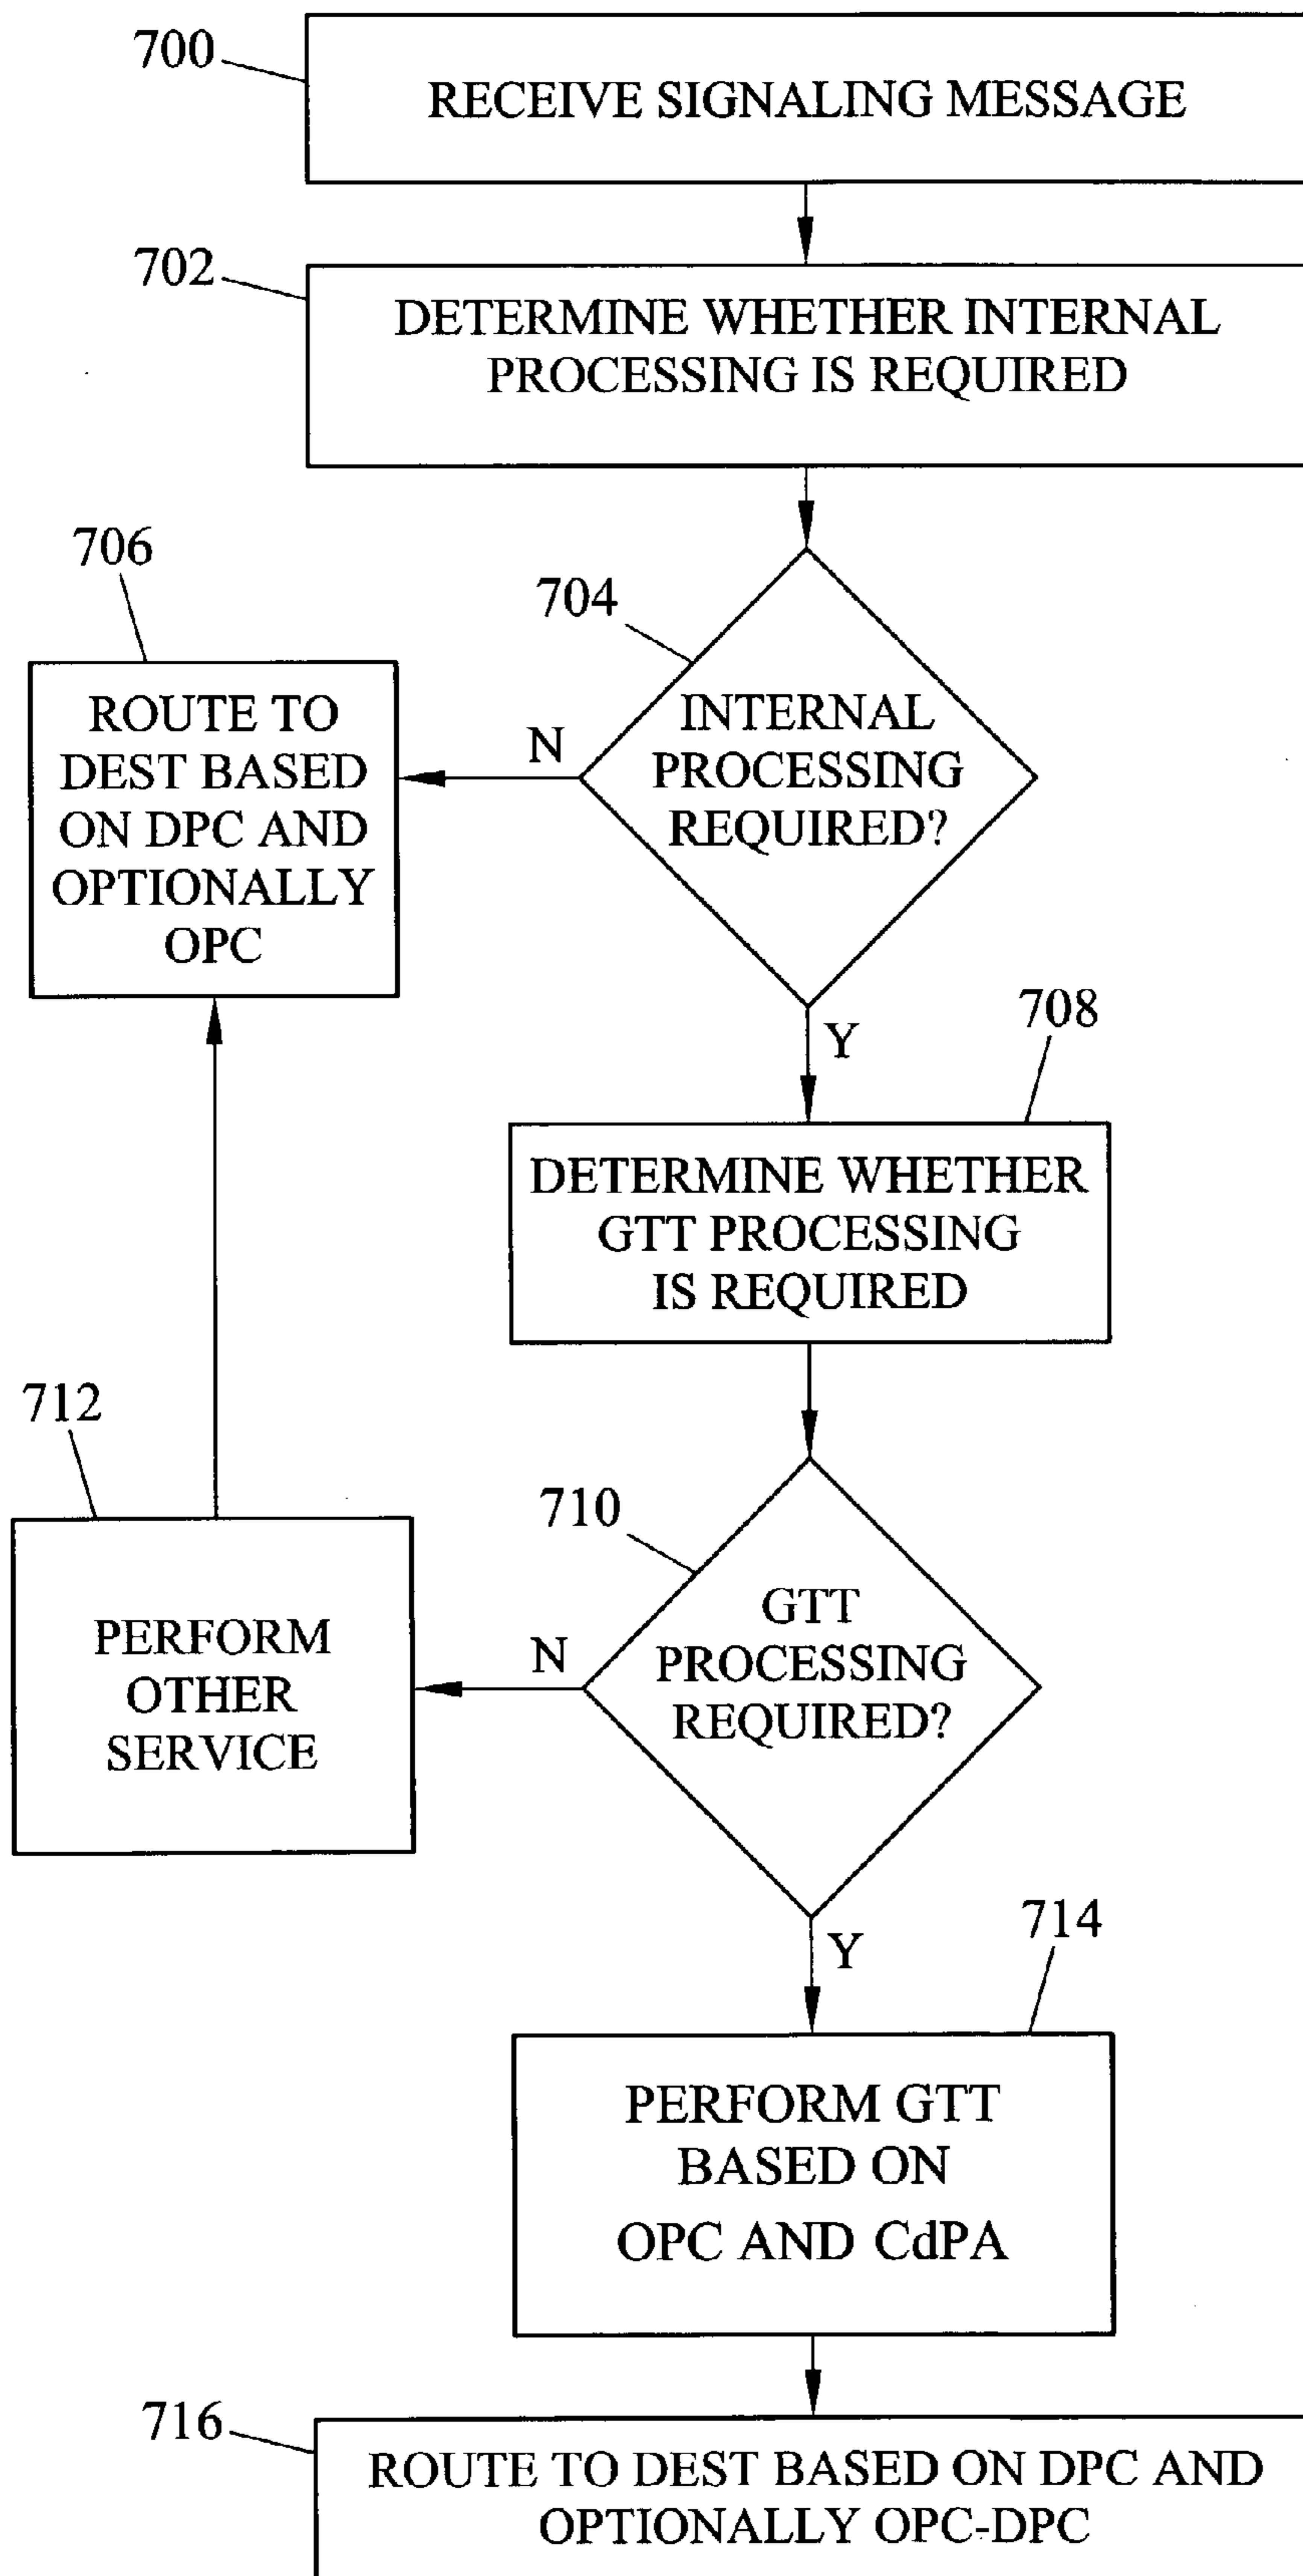 700
RECEIVE SIGNALING MESSAGE
702
DETERMINE WHETHER INTERNAL
PROCESSING IS REQUIRED
706
ROUTE TO
DEST BASED
ON DPC AND
OPTIONALLY
OPC
704
INTERNAL
PROCESSING
REQUIRED?
N
Y
708
DETERMINE WHETHER
GTT PROCESSING
IS REQUIRED
712
PERFORM
OTHER
SERVICE
710
GTT
PROCESSING
REQUIRED?
N
Y
714
PERFORM GTT
BASED ON
OPC AND CdPA
716
ROUTE TO DEST BASED ON DPC AND
OPTIONALLY OPC-DPC